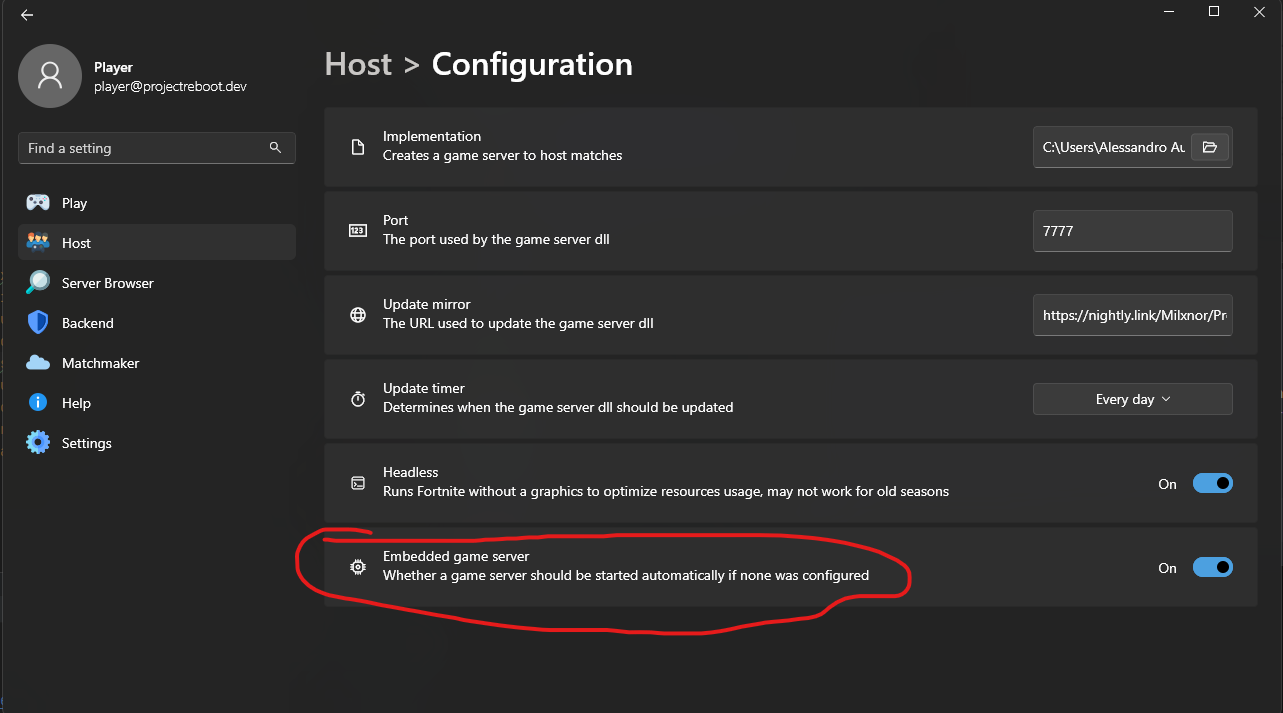 Player
player@projectreboot.dev
Find a setting
Play
Host
Server Browser
Backend
Matchmaker
Help
Settings
Host > Configuration
Implementation
Creates a game server to host matches
C:\Users\Alessandro Au
Port
The port used by the game server dll
7777
Update mirror
The URL used to update the game server dll
https://nightly.link/Milxnor/Pr
Update timer
Determines when the game server dll should be updated
Every day
Headless
Runs Fortnite without a graphics to optimize resources usage, may not work for old seasons
On
Embedded game server
Whether a game server should be started automatically if none was configured
On